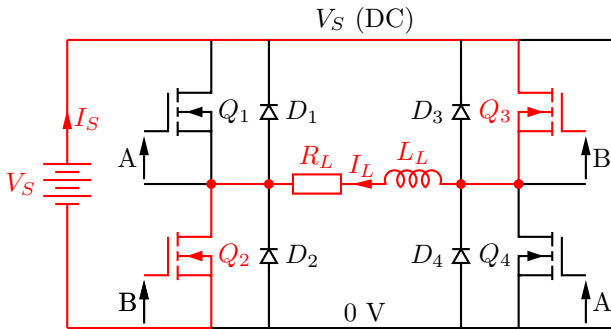 V_S (DC)
I_S
Q_1
D_1
D_3
Q_3
A
B
R_L
I_L
L_L
V_S
Q_2
D_2
D_4
Q_4
B
0 V
A